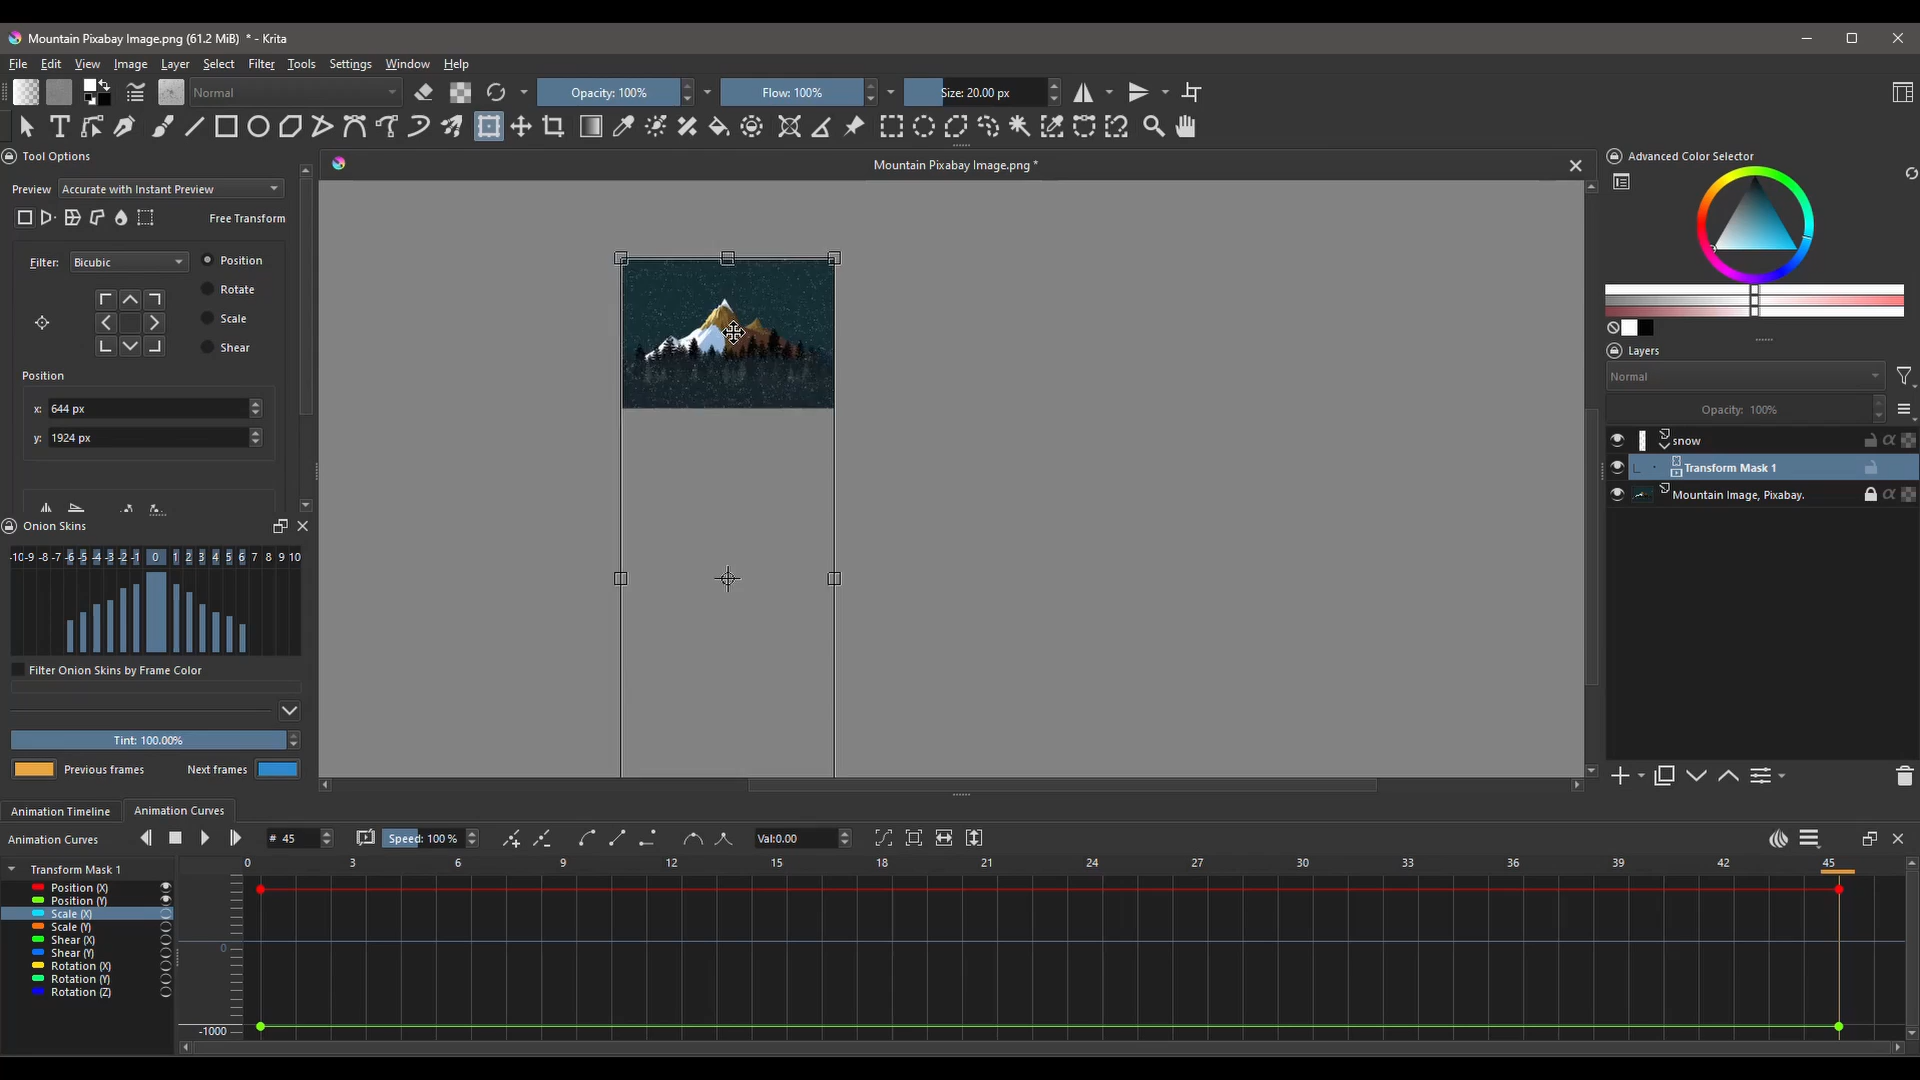 Mountain Pixabay Image.png (61.2 MiB)  * - Krita
File Edit View Image Layer Select Filter Tools Settings Window Help
Normal Opacity: 100% Flow: 100% Size: 20.00 px
Tool Options
Mountain Pixabay Image.png *
Preview Accurate with Instant Preview
Free Transform
Filter: Bicubic Position
Rotate
Scale
Shear
Position
x: 644 px
y: 1924 px
Onion Skins
-10 -9 -8 -7 -6 -5 -4 -3 -2 -1 0 1 2 3 4 5 6 7 8 9 10
Filter Onion Skins by Frame Color
Tint: 100.00%
Previous frames Next frames
Advanced Color Selector
Layers
Normal
Opacity: 100%
snow
Transform Mask 1
Mountain Image, Pixabay.
Animation Timeline Animation Curves
Animation Curves # 45 Speed: 100 % Val:0.00
0 3 6 9 12 15 18 21 24 27 30 33 36 39 42 45
Transform Mask 1
Position (X)
Position (Y)
Scale (X)
Scale (Y)
Shear (X)
Shear (Y)
Rotation (X)
Rotation (Y)
Rotation (Z)
0
-1000